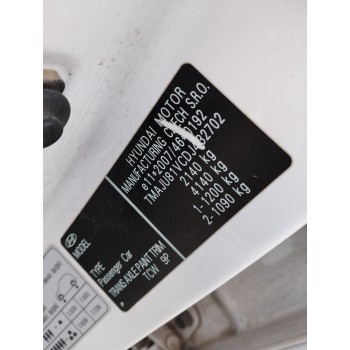 HYUNDAI MOTOR
MANUFACTURING CZECH S.R.O.
2140 kg
4140 kg
1-1200 kg
2-1090 kg
MODEL
TYPE
Passenger Car
TRANS AXLE PAINT TRIM
TCW 9P